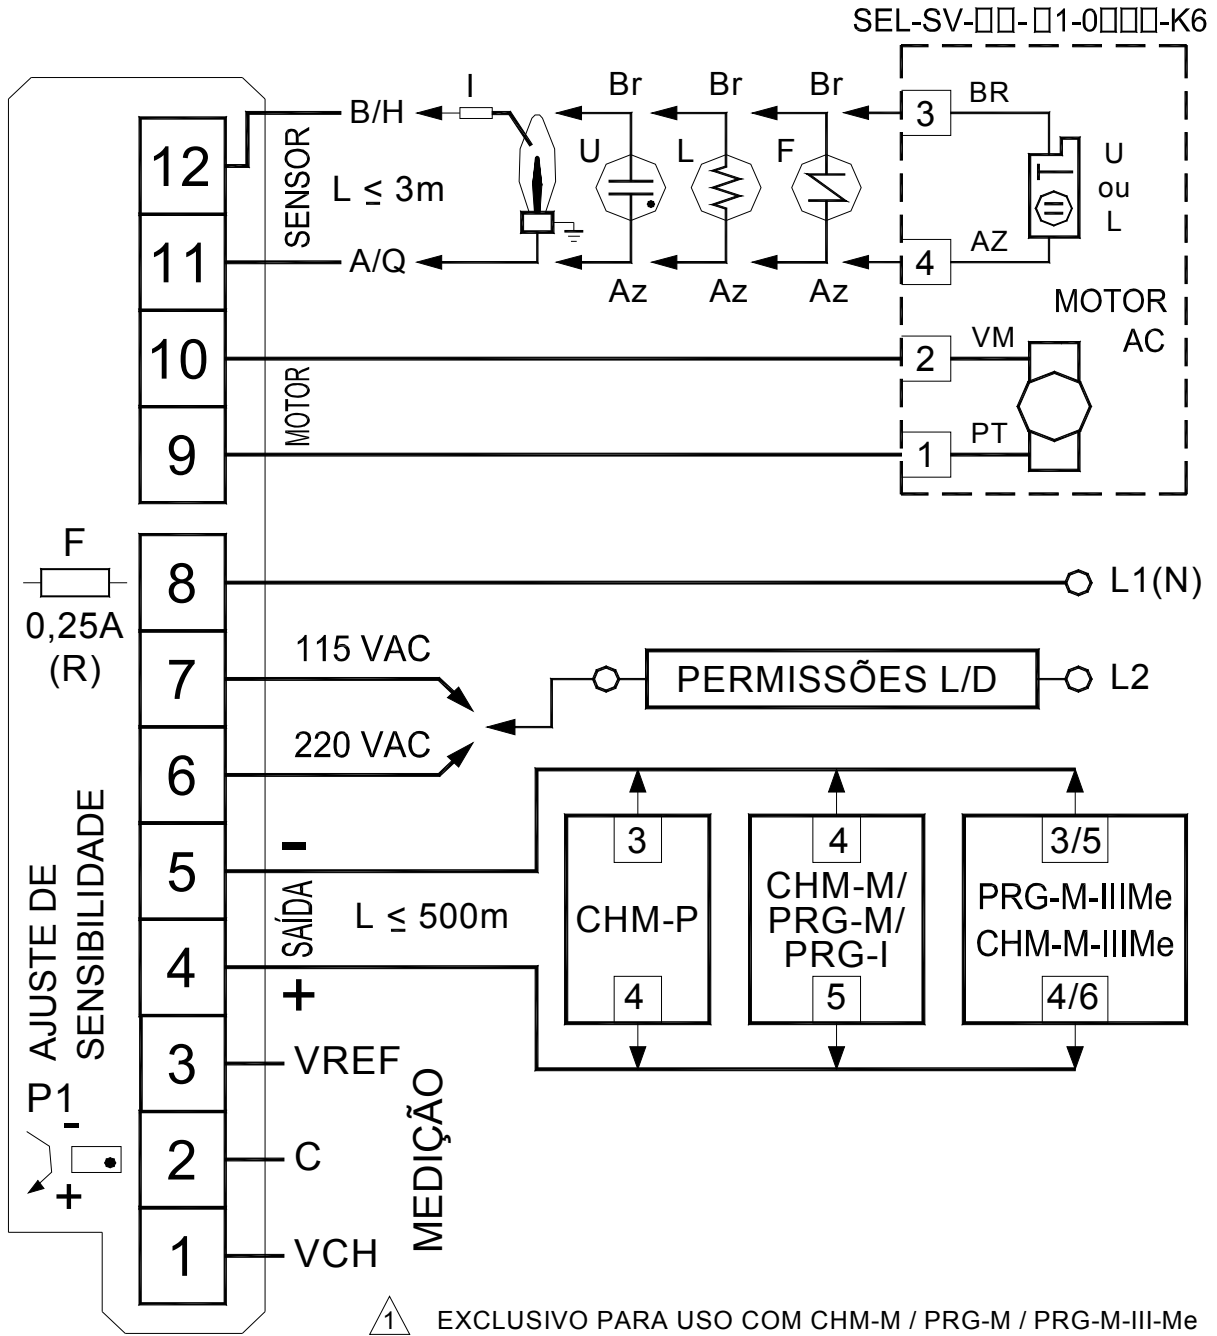 SEL-SV-□□-□1-0□□□-K6
12
11
10
9
8
7
6
5
4
3
2
1
SENSOR
B/H
I
L ≤ 3m
A/Q
Br
Br
Br
U
L
F
Az
Az
Az
3
BR
4
AZ
U
ou
L
MOTOR
AC
2
VM
1
PT
MOTOR
F
0,25A
(R)
L1(N)
115 VAC
220 VAC
PERMISSÕES L/D
L2
AJUSTE DE
SENSIBILIDADE
P1
-
+
-
SAÍDA
+
L ≤ 500m
3
CHM-P
4
4
CHM-M/
PRG-M/
PRG-I
5
3/5
PRG-M-IIIMe
CHM-M-IIIMe
4/6
VREF
C
VCH
MEDIÇÃO
1 EXCLUSIVO PARA USO COM CHM-M / PRG-M / PRG-M-III-Me